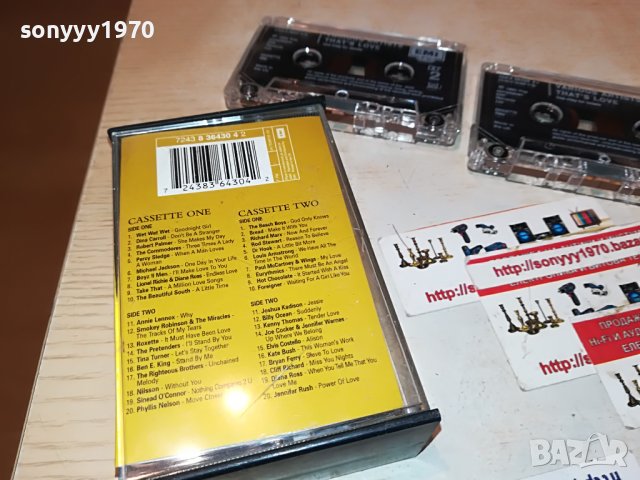 sonyyy1970
THAT'S LOVE
EMI
THAT'S LOVE
7243 8 36430 4 2
7 24383 64304 2
CASSETTE ONE
SIDE ONE
1. Wet Wet Wet - Goodnight Girl
2. Dina Carroll - Don't Be A Stranger
3. Robert Palmer - She Makes My Day
4. The Commodores - Three Times A Lady
5. Percy Sledge - When A Man Loves
A Woman
6. Michael Jackson - One Day In Your Life
7. Boyz II Men - I'll Make Love To You
8. Lionel Richie & Diana Ross - Endless Love
9. Take That - A Million Love Songs
10. The Beautiful South - A Little Time
SIDE TWO
11. Annie Lennox - Why
12. Smokey Robinson & The Miracles -
The Tracks Of My Tears
13. Roxette - It Must Have Been Love
14. The Pretenders - I'll Stand By You
15. Tina Turner - Let's Stay Together
16. Ben E. King - Stand By Me
17. The Righteous Brothers - Unchained
Melody
18. Nilsson - Without You
19. Sinead O'Connor - Nothing Compares 2 U
20. Phyllis Nelson - Move Closer
CASSETTE TWO
SIDE ONE
1. The Beach Boys - God Only Knows
2. Bread - Make It With You
3. Richard Marx - Now And Forever
4. Rod Stewart - Reason To Believe
5. Dr Hook - A Little Bit More
6. Louis Armstrong - We Have All The
Time In The World
7. Paul McCartney & Wings - My Love
8. Eurythmics - There Must Be An Angel
9. Hot Chocolate - It Started With A Kiss
10. Foreigner - Waiting For A Girl Like You
SIDE TWO
11. Joshua Kadison - Jessie
12. Billy Ocean - Suddenly
13. Kenny Thomas - Tender Love
14. Joe Cocker & Jennifer Warnes -
Up Where We Belong
15. Elvis Costello - Alison
16. Kate Bush - This Woman's Work
17. Bryan Ferry - Slave To Love
18. Cliff Richard - Miss You Nights
19. Diana Ross - When You Tell Me That You
Love Me
20. Jennifer Rush - Power Of Love
http://sonyyy1970.baz
http://sony
http://
ПРОДАЖ
Hi-Fi И А
ЕЛЕ
BAZAR